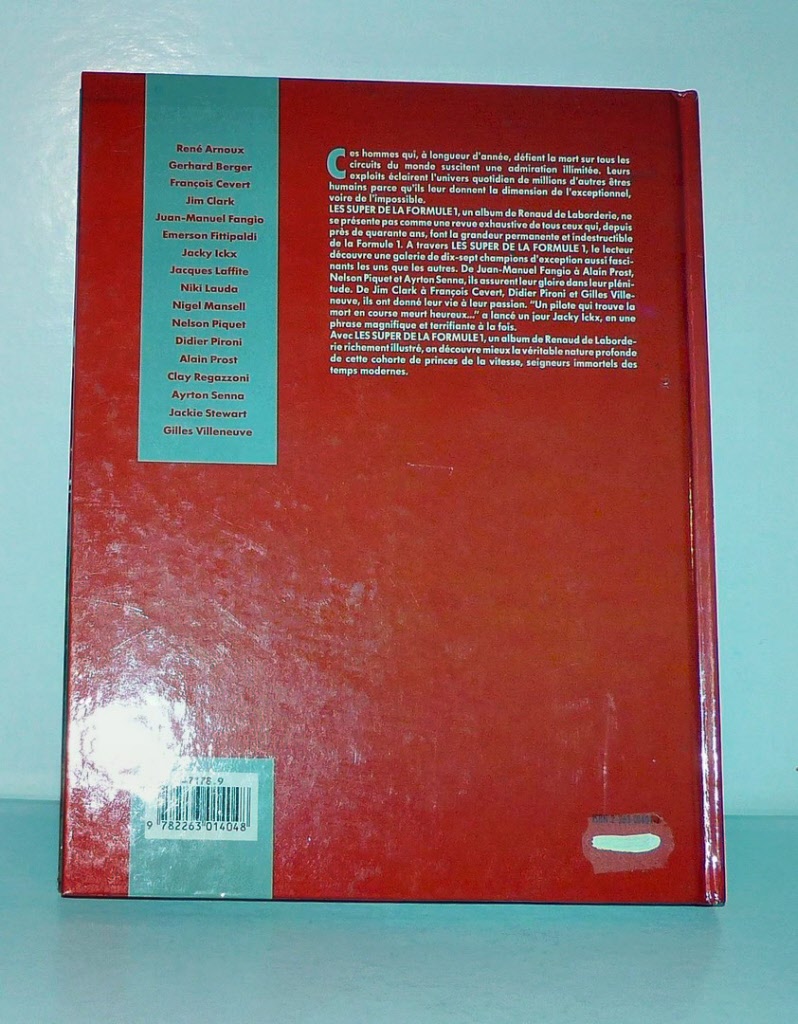 René Arnoux
Gerhard Berger
François Cevert
Jim Clark
Juan-Manuel Fangio
Emerson Fittipaldi
Jacky Ickx
Jacques Laffite
Niki Lauda
Nigel Mansell
Nelson Piquet
Didier Pironi
Alain Prost
Clay Regazzoni
Ayrton Senna
Jackie Stewart
Gilles Villeneuve
Ces hommes qui, à longueur d'année, défient la mort sur tous les
circuits du monde suscitent une admiration illimitée. Leurs
exploits éclairent l'univers quotidien de millions d'autres êtres
humains parce qu'ils leur donnent la dimension de l'exceptionnel,
voire de l'impossible.
LES SUPER DE LA FORMULE 1, un album de Renaud de Laborderie, ne
se présente pas comme une revue exhaustive de tous ceux qui, depuis
près de quarante ans, font la grandeur permanente et indestructible
de la Formule 1. A travers LES SUPER DE LA FORMULE 1, le lecteur
découvre une galerie de dix-sept champions d'exception aussi fasci-
nants les uns que les autres. De Juan-Manuel Fangio à Alain Prost,
Nelson Piquet et Ayrton Senna, ils assurent leur gloire dans leur pléni-
tude. De Jim Clark à François Cevert, Didier Pironi et Gilles Ville-
neuve, ils ont donné leur vie à leur passion. "Un pilote qui trouve la
mort en course meurt heureux..." a lancé un jour Jacky Ickx, en une
phrase magnifique et terrifiante à la fois.
Avec LES SUPER DE LA FORMULE 1, un album de Renaud de Laborde-
rie richement illustré, on découvre mieux la véritable nature profonde
de cette cohorte de princes de la vitesse, seigneurs immortels des
temps modernes.
7178.9
9 782263 014048
ISBN 2